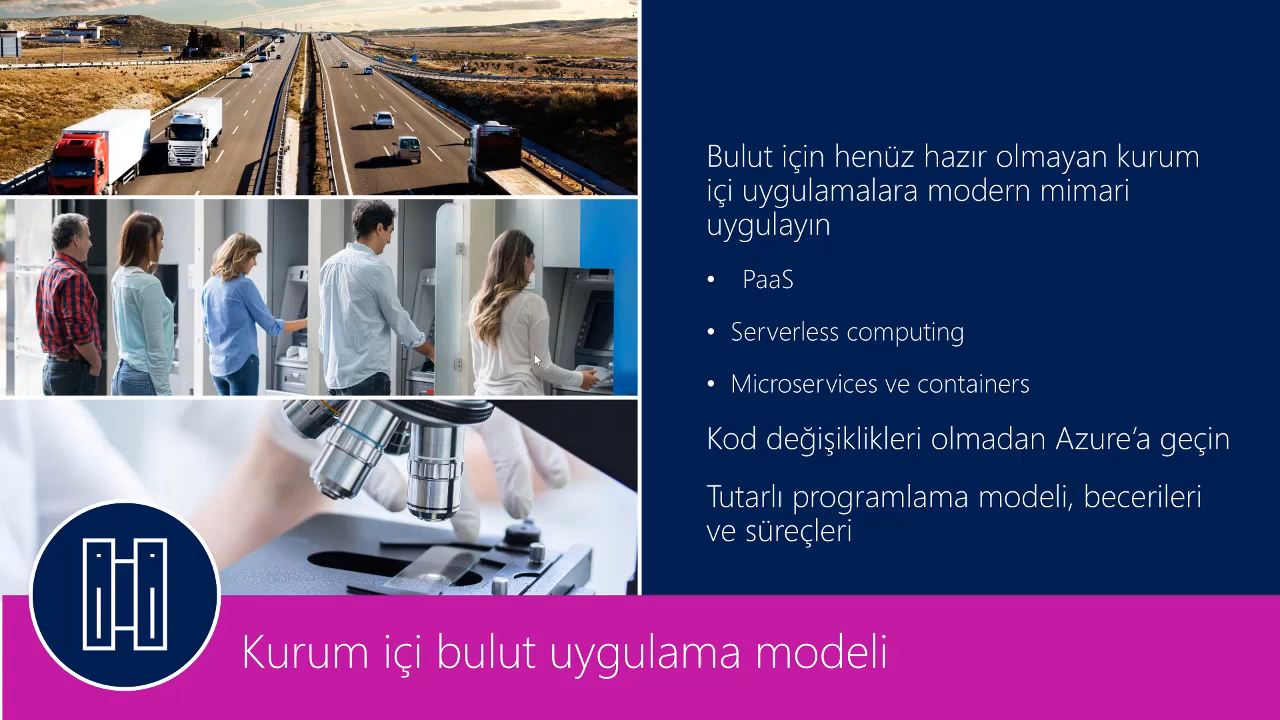 Bulut için henüz hazır olmayan kurum
içi uygulamalara modern mimari
uygulayın
• PaaS
• Serverless computing
• Microservices ve containers
Kod değişiklikleri olmadan Azure’a geçin
Tutarlı programlama modeli, becerileri
ve süreçleri
Kurum içi bulut uygulama modeli